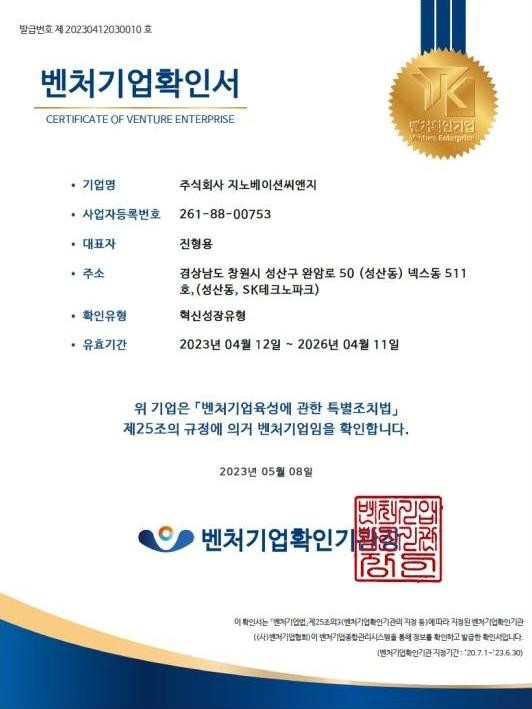 발급번호 제 20230412030010 호
벤처기업확인서
CERTIFICATE OF VENTURE ENTERPRISE
벤처확인기업
Venture Enterprise
• 기업명 주식회사 지노베이션씨앤지
• 사업자등록번호 261-88-00753
• 대표자 진형용
• 주소 경상남도 창원시 성산구 완암로 50 (성산동) 넥스동 511
호,(성산동, SK테크노파크)
• 확인유형 혁신성장유형
• 유효기간 2023년 04월 12일 ~ 2026년 04월 11일
위 기업은 「벤처기업육성에 관한 특별조치법」
제25조의 규정에 의거 벤처기업임을 확인합니다.
2023년 05월 08일
벤처기업확인기관장
이 확인서는 「벤처기업법」제25조의3(벤처기업확인기관의 지정 등)에 따라 지정된 벤처기업확인기관
((사)벤처기업협회)이 벤처기업종합관리시스템을 통해 정보를 확인하고 발급한 확인서입니다.
(벤처기업확인기관 지정기간 : '20.7.1~'23.6.30)